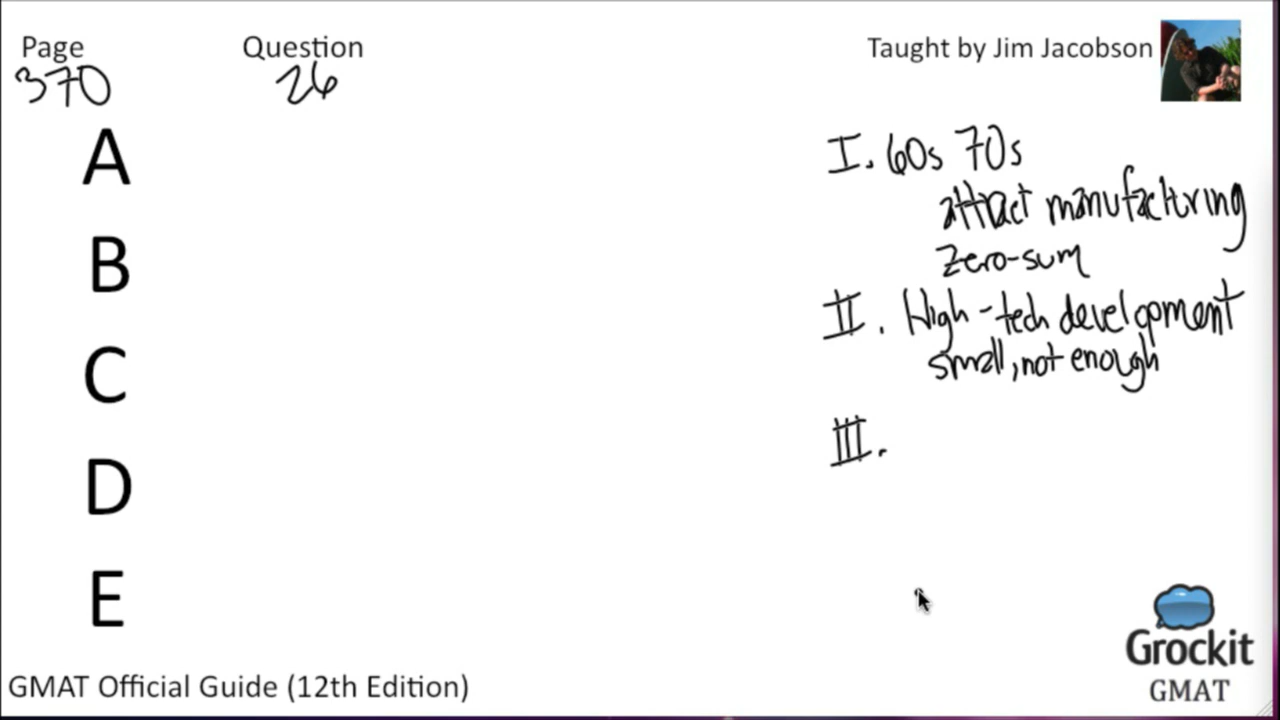 Page
Question
Taught by Jim Jacobson
370
26
A
B
C
D
E
I. 60s 70s
attract manufacturing
zero-sum
II. High-tech development
small, not enough
III.
Grockit
GMAT
GMAT Official Guide (12th Edition)